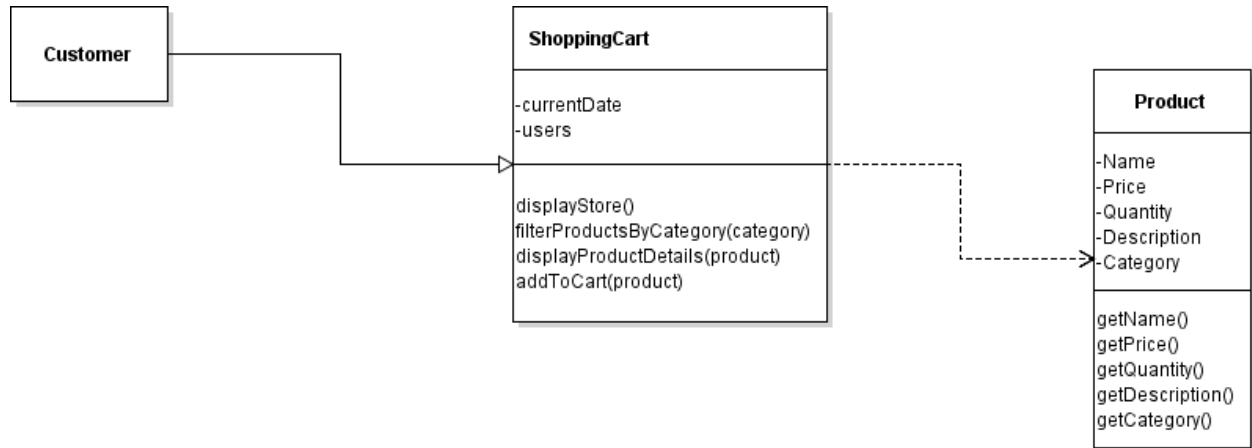 Customer
ShoppingCart
-currentDate
-users
displayStore()
filterProductsByCategory(category)
displayProductDetails(product)
addToCart(product)
Product
-Name
-Price
-Quantity
-Description
-Category
getName()
getPrice()
getQuantity()
getDescription()
getCategory()